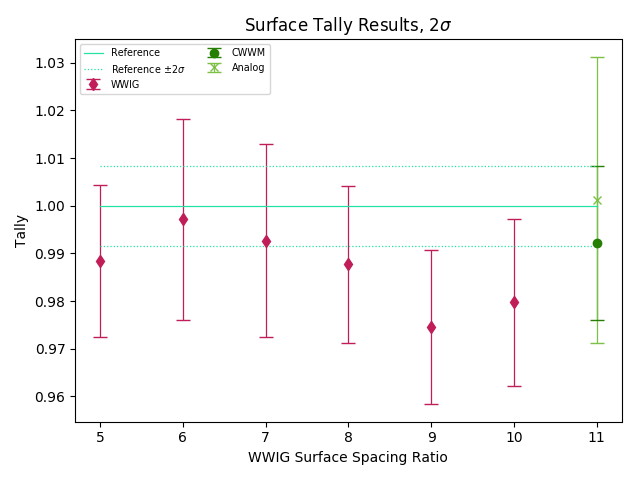 Surface Tally Results, 2σ
Reference
Reference ±2σ
WWIG
CWWM
Analog
1.03
1.02
1.01
1.00
0.99
0.98
0.97
0.96
Tally
5 6 7 8 9 10 11
WWIG Surface Spacing Ratio